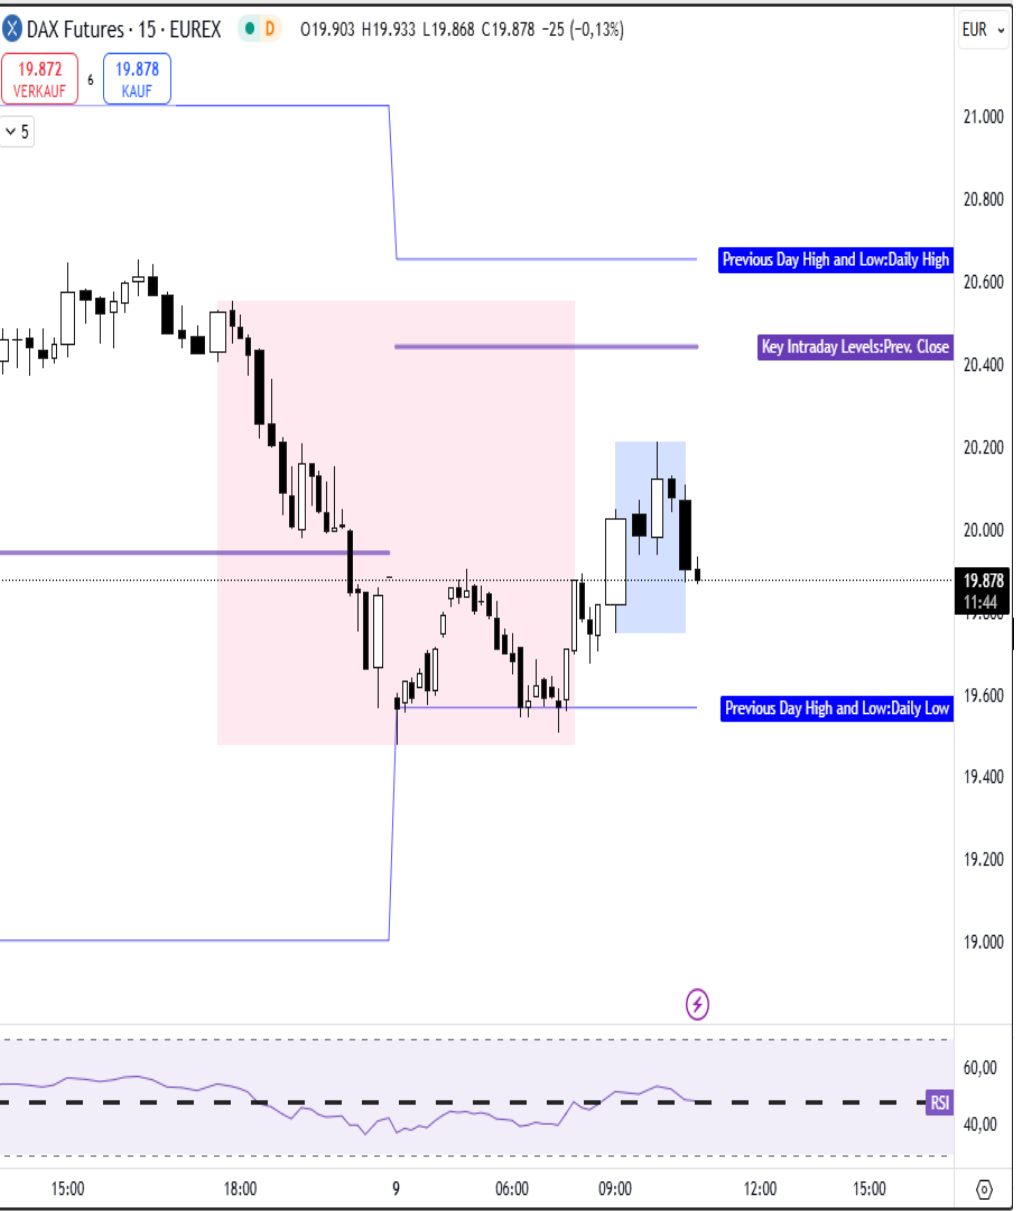 DAX Futures · 15 · EUREX D O19.903 H19.933 L19.868 C19.878 −25 (−0,13%)
EUR
19.872
VERKAUF
6
19.878
KAUF
5
21.000
20.800
Previous Day High and Low:Daily High
20.600
Key Intraday Levels:Prev. Close
20.400
20.200
20.000
19.878
11:44
19.600
Previous Day High and Low:Daily Low
19.400
19.200
19.000
60,00
RSI
40,00
15:00 18:00 9 06:00 09:00 12:00 15:00